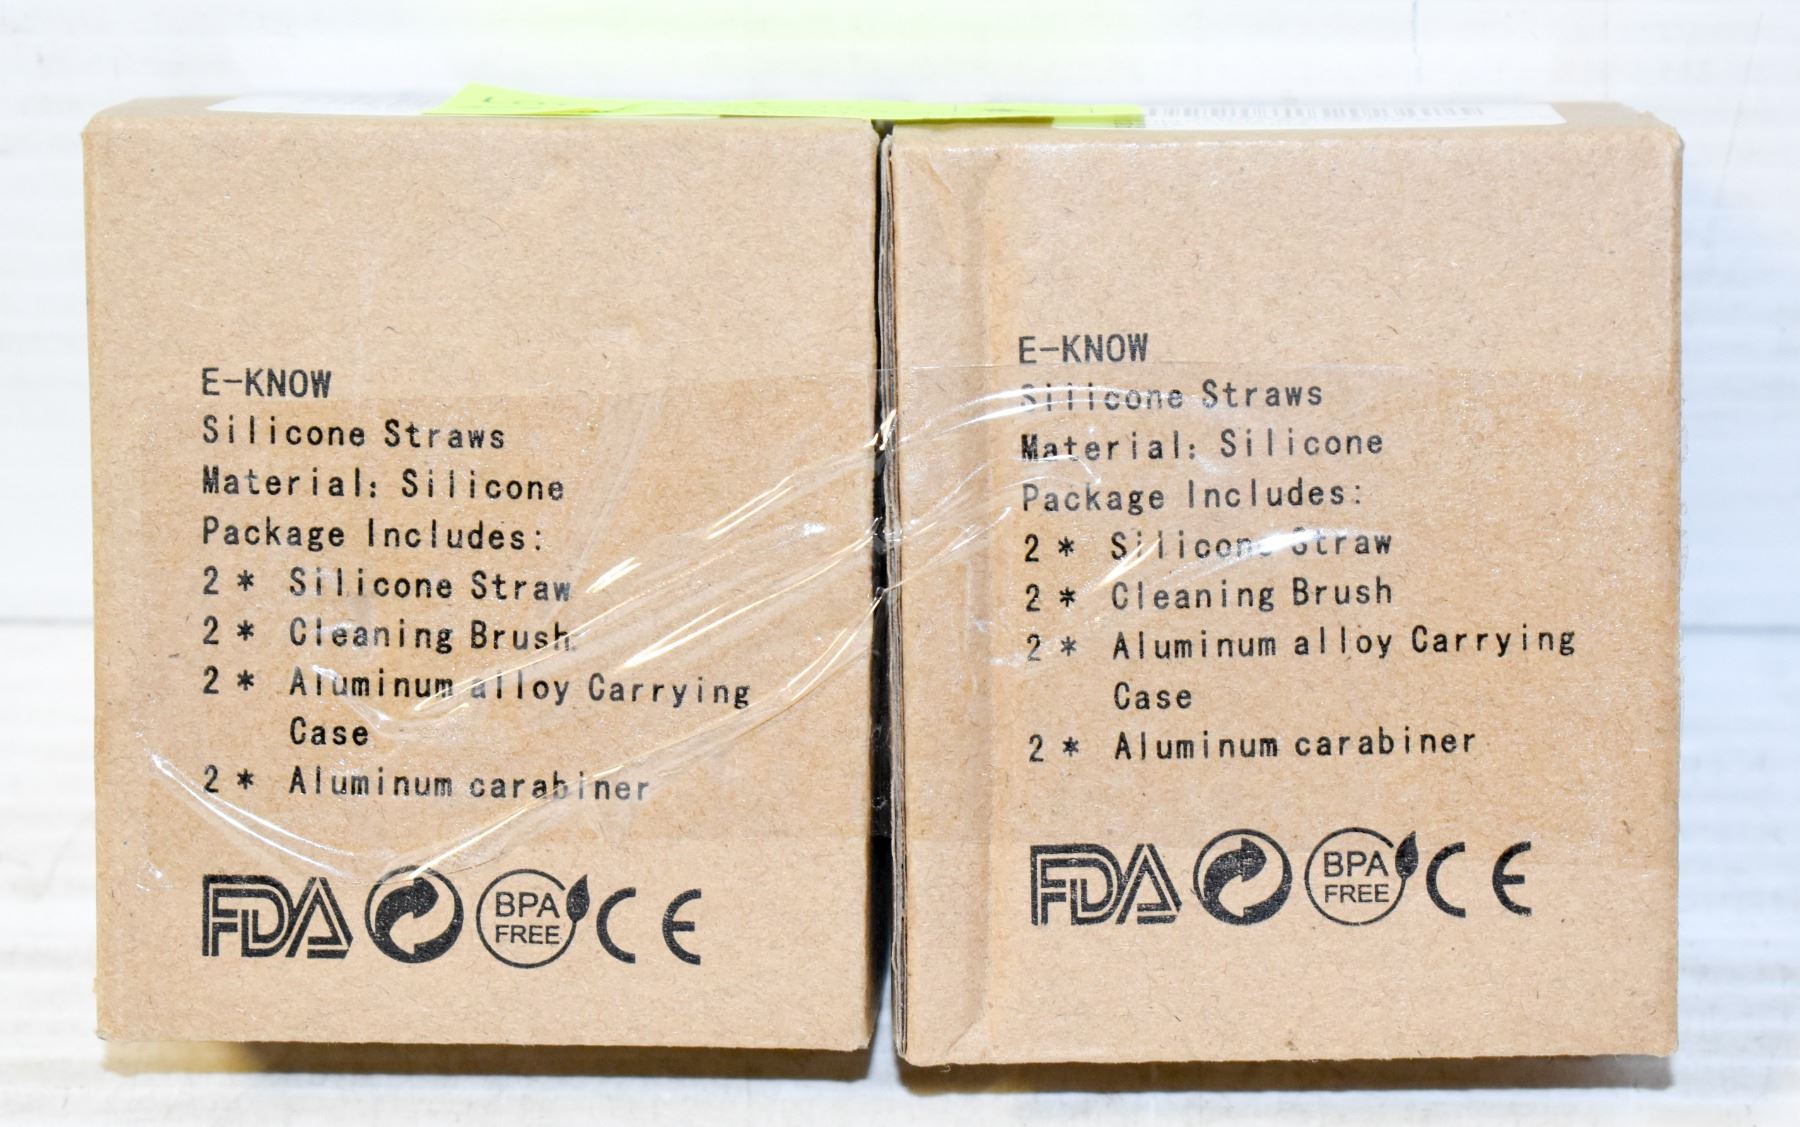 E-KNOW
Silicone Straws
Material: Silicone
Package Includes:
2 * Silicone Straw
2 * Cleaning Brush
2 * Aluminum alloy Carrying
Case
2 * Aluminum carabiner
FDA BPA FREE CE
E-KNOW
Silicone Straws
Material: Silicone
Package Includes:
2 * Silicone Straw
2 * Cleaning Brush
2 * Aluminum alloy Carrying
Case
2 * Aluminum carabiner
FDA BPA FREE CE